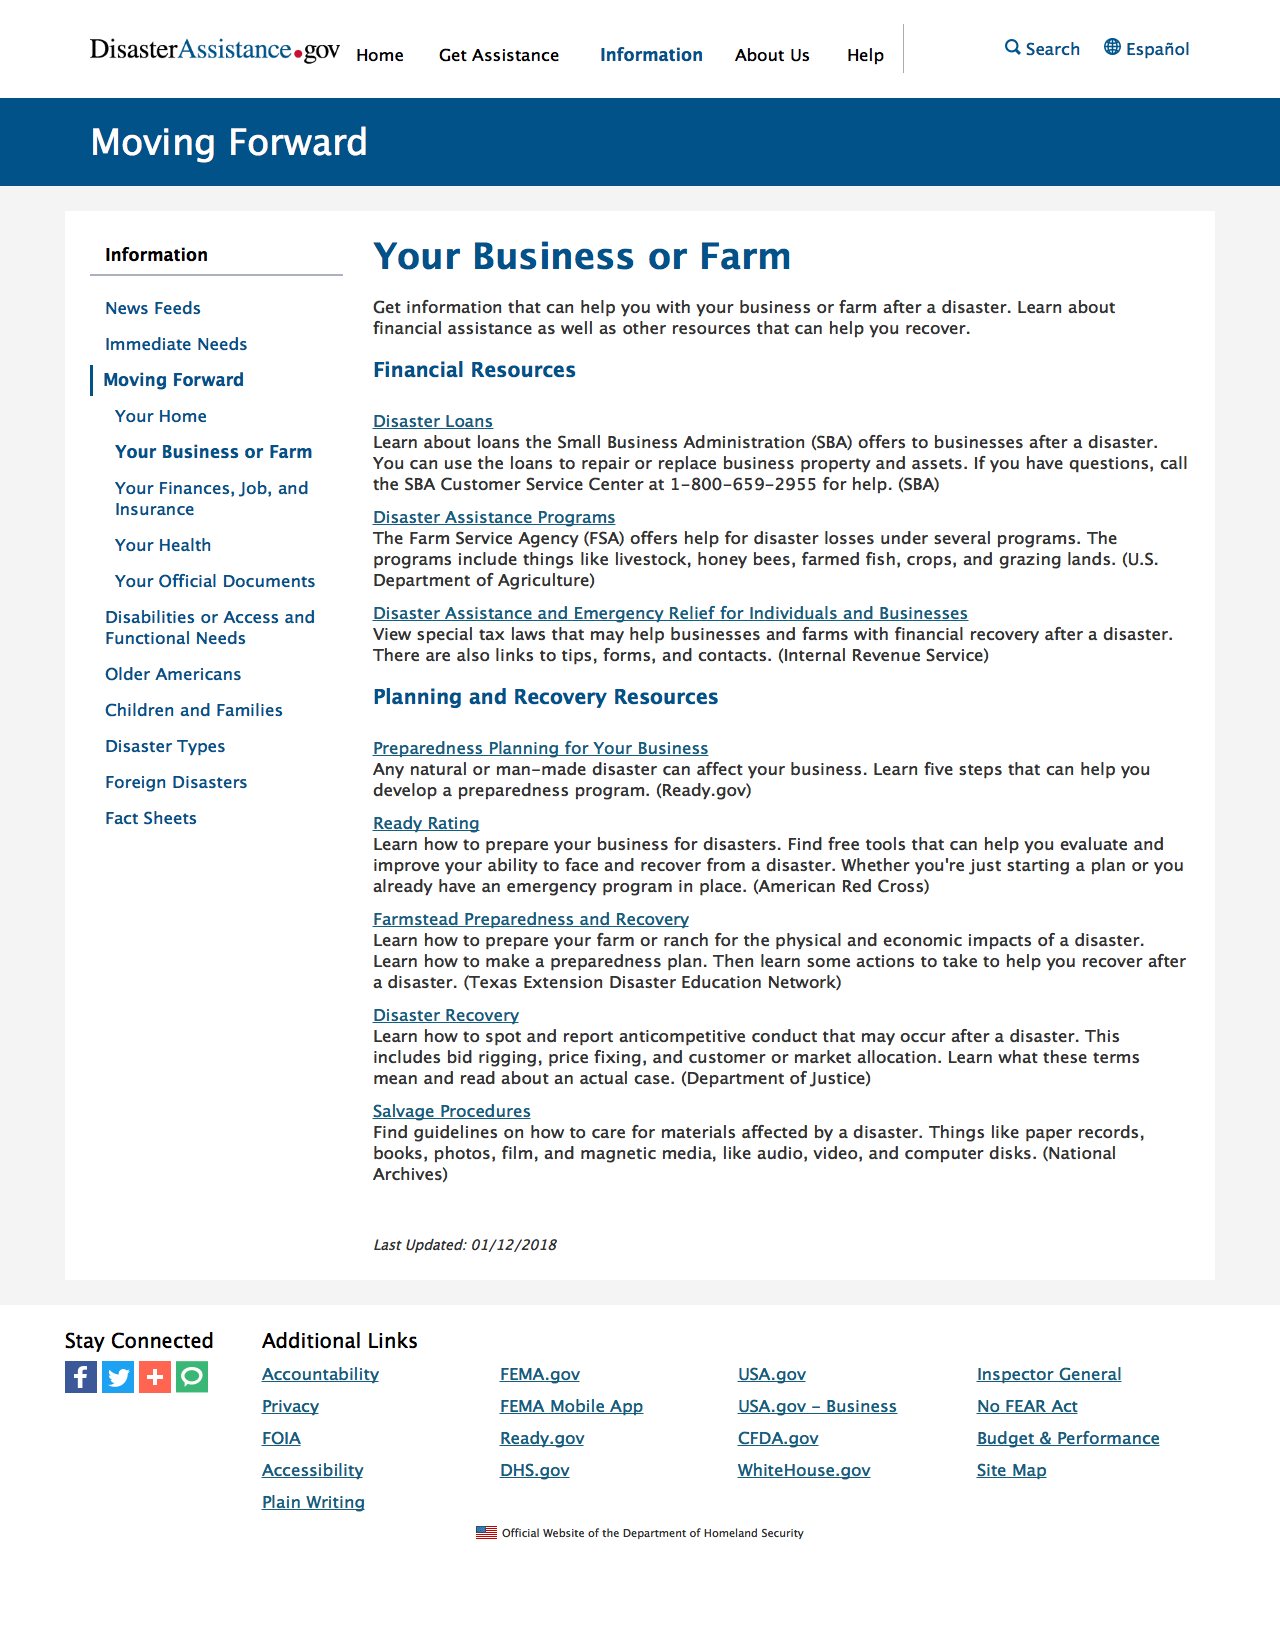 DisasterAssistance.gov
Home
Get Assistance
Information
About Us
Help
Search
Español
Moving Forward
Information
News Feeds
Immediate Needs
Moving Forward
Your Home
Your Business or Farm
Your Finances, Job, and
Insurance
Your Health
Your Official Documents
Disabilities or Access and
Functional Needs
Older Americans
Children and Families
Disaster Types
Foreign Disasters
Fact Sheets
Your Business or Farm
Get information that can help you with your business or farm after a disaster. Learn about
financial assistance as well as other resources that can help you recover.
Financial Resources
Disaster Loans
Learn about loans the Small Business Administration (SBA) offers to businesses after a disaster.
You can use the loans to repair or replace business property and assets. If you have questions, call
the SBA Customer Service Center at 1-800-659-2955 for help. (SBA)
Disaster Assistance Programs
The Farm Service Agency (FSA) offers help for disaster losses under several programs. The
programs include things like livestock, honey bees, farmed fish, crops, and grazing lands. (U.S.
Department of Agriculture)
Disaster Assistance and Emergency Relief for Individuals and Businesses
View special tax laws that may help businesses and farms with financial recovery after a disaster.
There are also links to tips, forms, and contacts. (Internal Revenue Service)
Planning and Recovery Resources
Preparedness Planning for Your Business
Any natural or man-made disaster can affect your business. Learn five steps that can help you
develop a preparedness program. (Ready.gov)
Ready Rating
Learn how to prepare your business for disasters. Find free tools that can help you evaluate and
improve your ability to face and recover from a disaster. Whether you're just starting a plan or you
already have an emergency program in place. (American Red Cross)
Farmstead Preparedness and Recovery
Learn how to prepare your farm or ranch for the physical and economic impacts of a disaster.
Learn how to make a preparedness plan. Then learn some actions to take to help you recover after
a disaster. (Texas Extension Disaster Education Network)
Disaster Recovery
Learn how to spot and report anticompetitive conduct that may occur after a disaster. This
includes bid rigging, price fixing, and customer or market allocation. Learn what these terms
mean and read about an actual case. (Department of Justice)
Salvage Procedures
Find guidelines on how to care for materials affected by a disaster. Things like paper records,
books, photos, film, and magnetic media, like audio, video, and computer disks. (National
Archives)
Last Updated: 01/12/2018
Stay Connected
Additional Links
Accountability
Privacy
FOIA
Accessibility
Plain Writing
FEMA.gov
FEMA Mobile App
Ready.gov
DHS.gov
USA.gov
USA.gov - Business
CFDA.gov
WhiteHouse.gov
Inspector General
No FEAR Act
Budget & Performance
Site Map
Official Website of the Department of Homeland Security